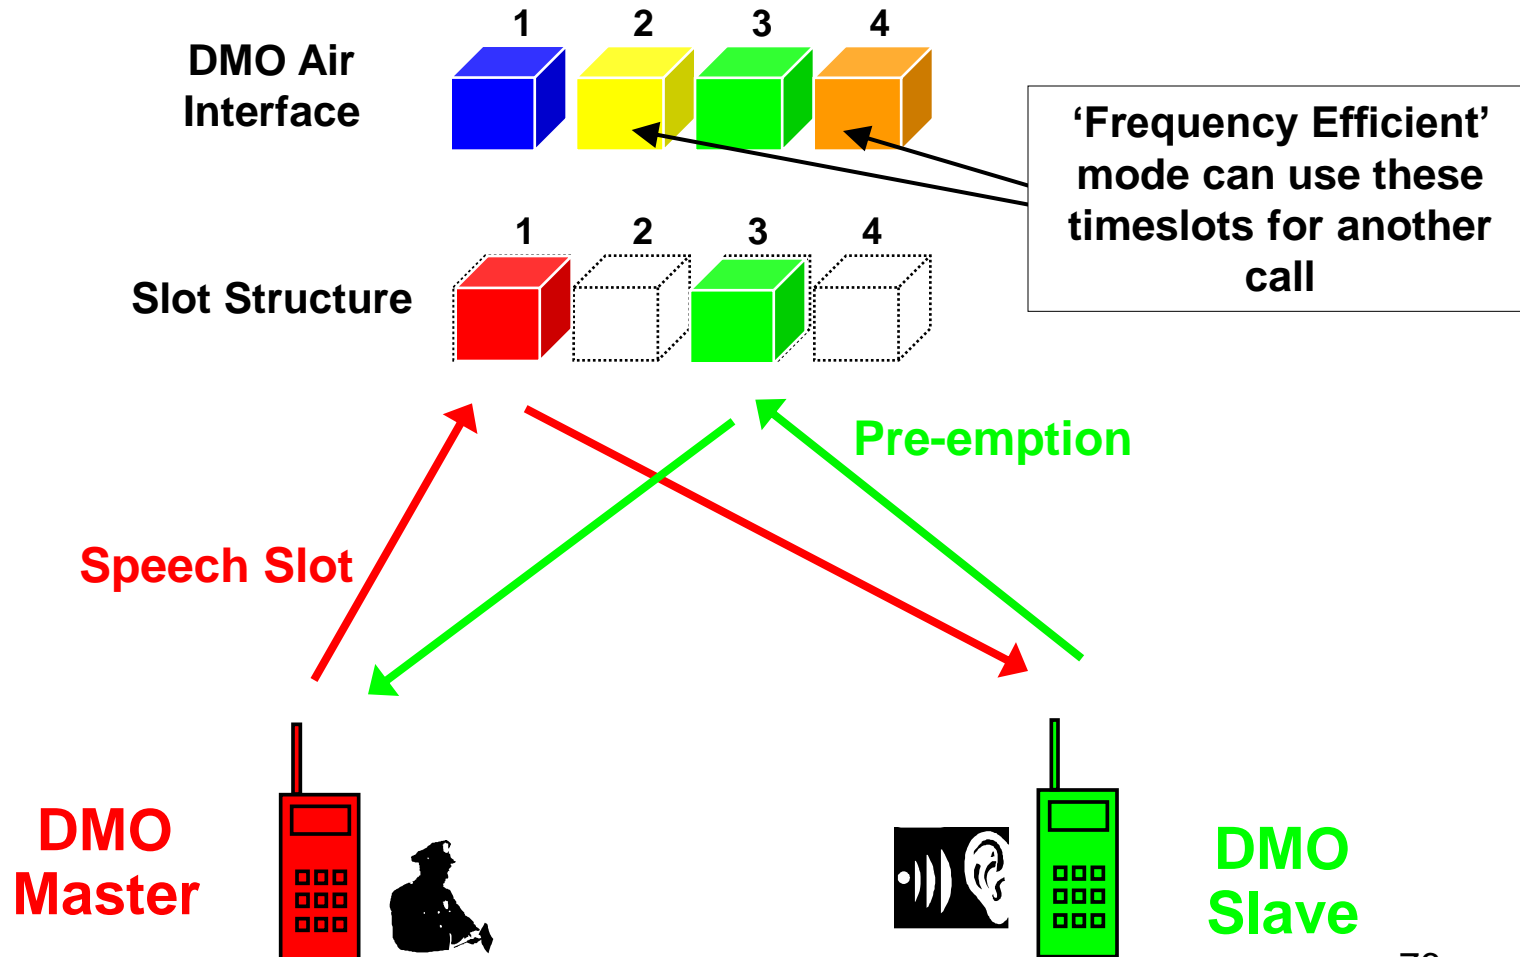 1 2 3 4
DMO Air
Interface
‘Frequency Efficient’
mode can use these
timeslots for another
call
1 2 3 4
Slot Structure
Pre-emption
Speech Slot
DMO
Master
DMO
Slave